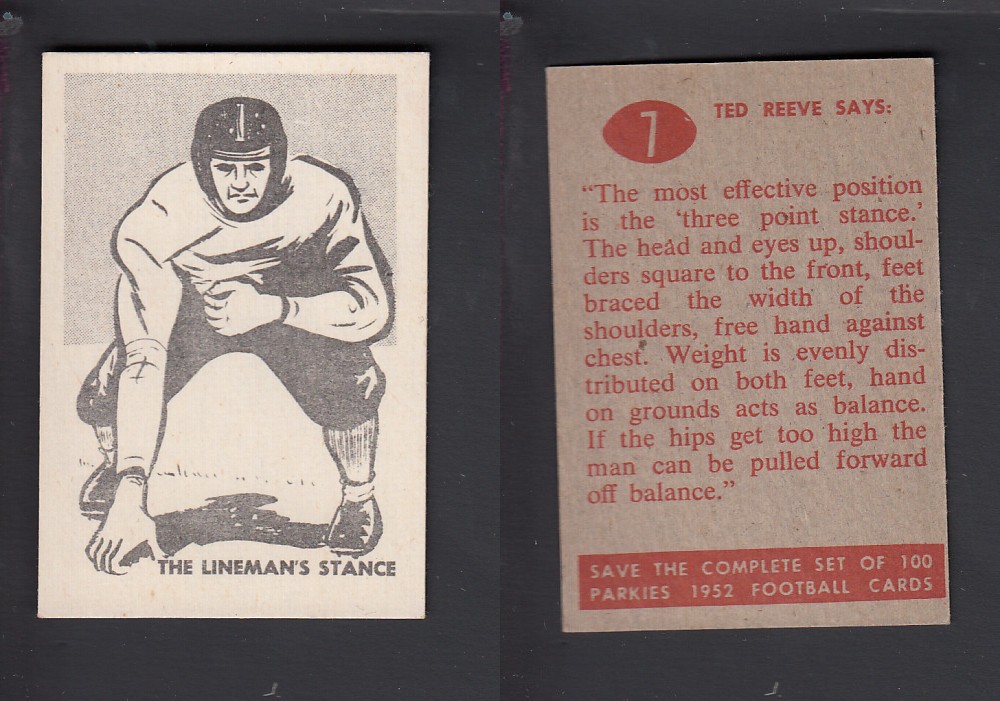 1
THE LINEMAN'S STANCE
7
TED REEVE SAYS:
“The most effective position
is the ‘three point stance.’
The head and eyes up, shoul-
ders square to the front, feet
braced the width of the
shoulders, free hand against
chest. Weight is evenly dis-
tributed on both feet, hand
on grounds acts as balance.
If the hips get too high the
man can be pulled forward
off balance.”
SAVE THE COMPLETE SET OF 100
PARKIES 1952 FOOTBALL CARDS